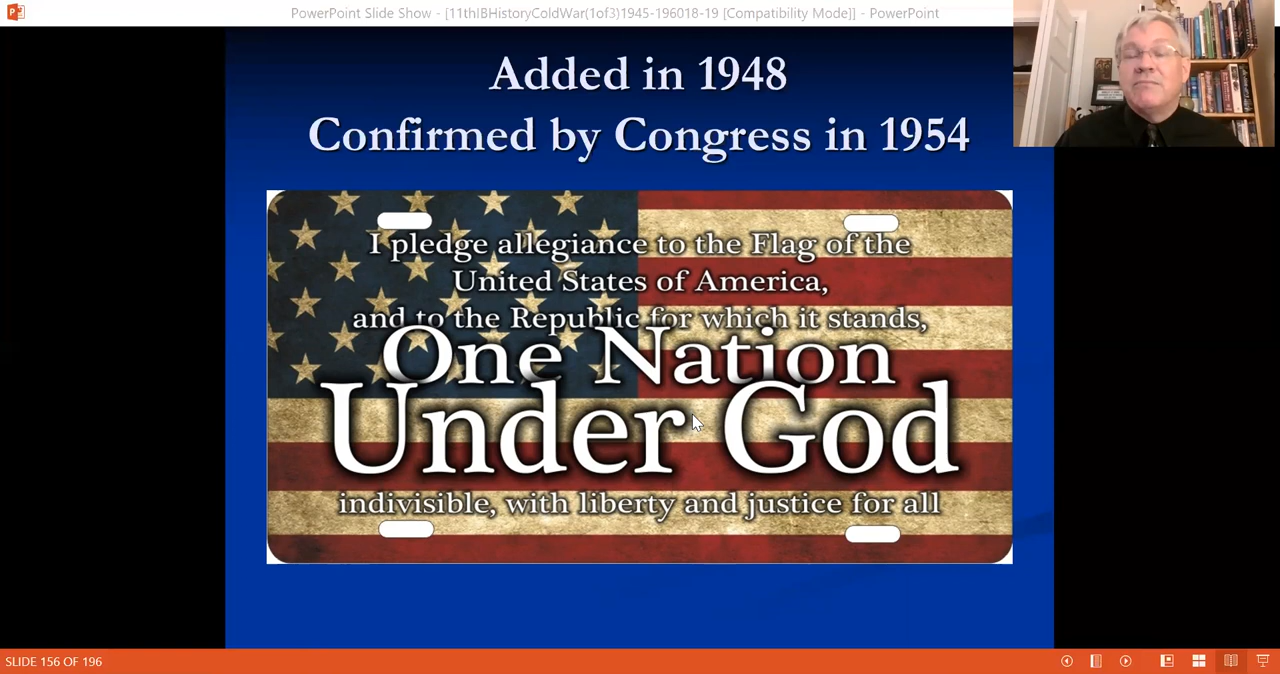 PowerPoint Slide Show - [11thIBHistoryColdWar(1of3)1945-196018-19 [Compatibility Mode]] - PowerPoint
Added in 1948
Confirmed by Congress in 1954
I pledge allegiance to the Flag of the
United States of America,
and to the Republic for which it stands,
One Nation
Under God
indivisible, with liberty and justice for all
SLIDE 156 OF 196